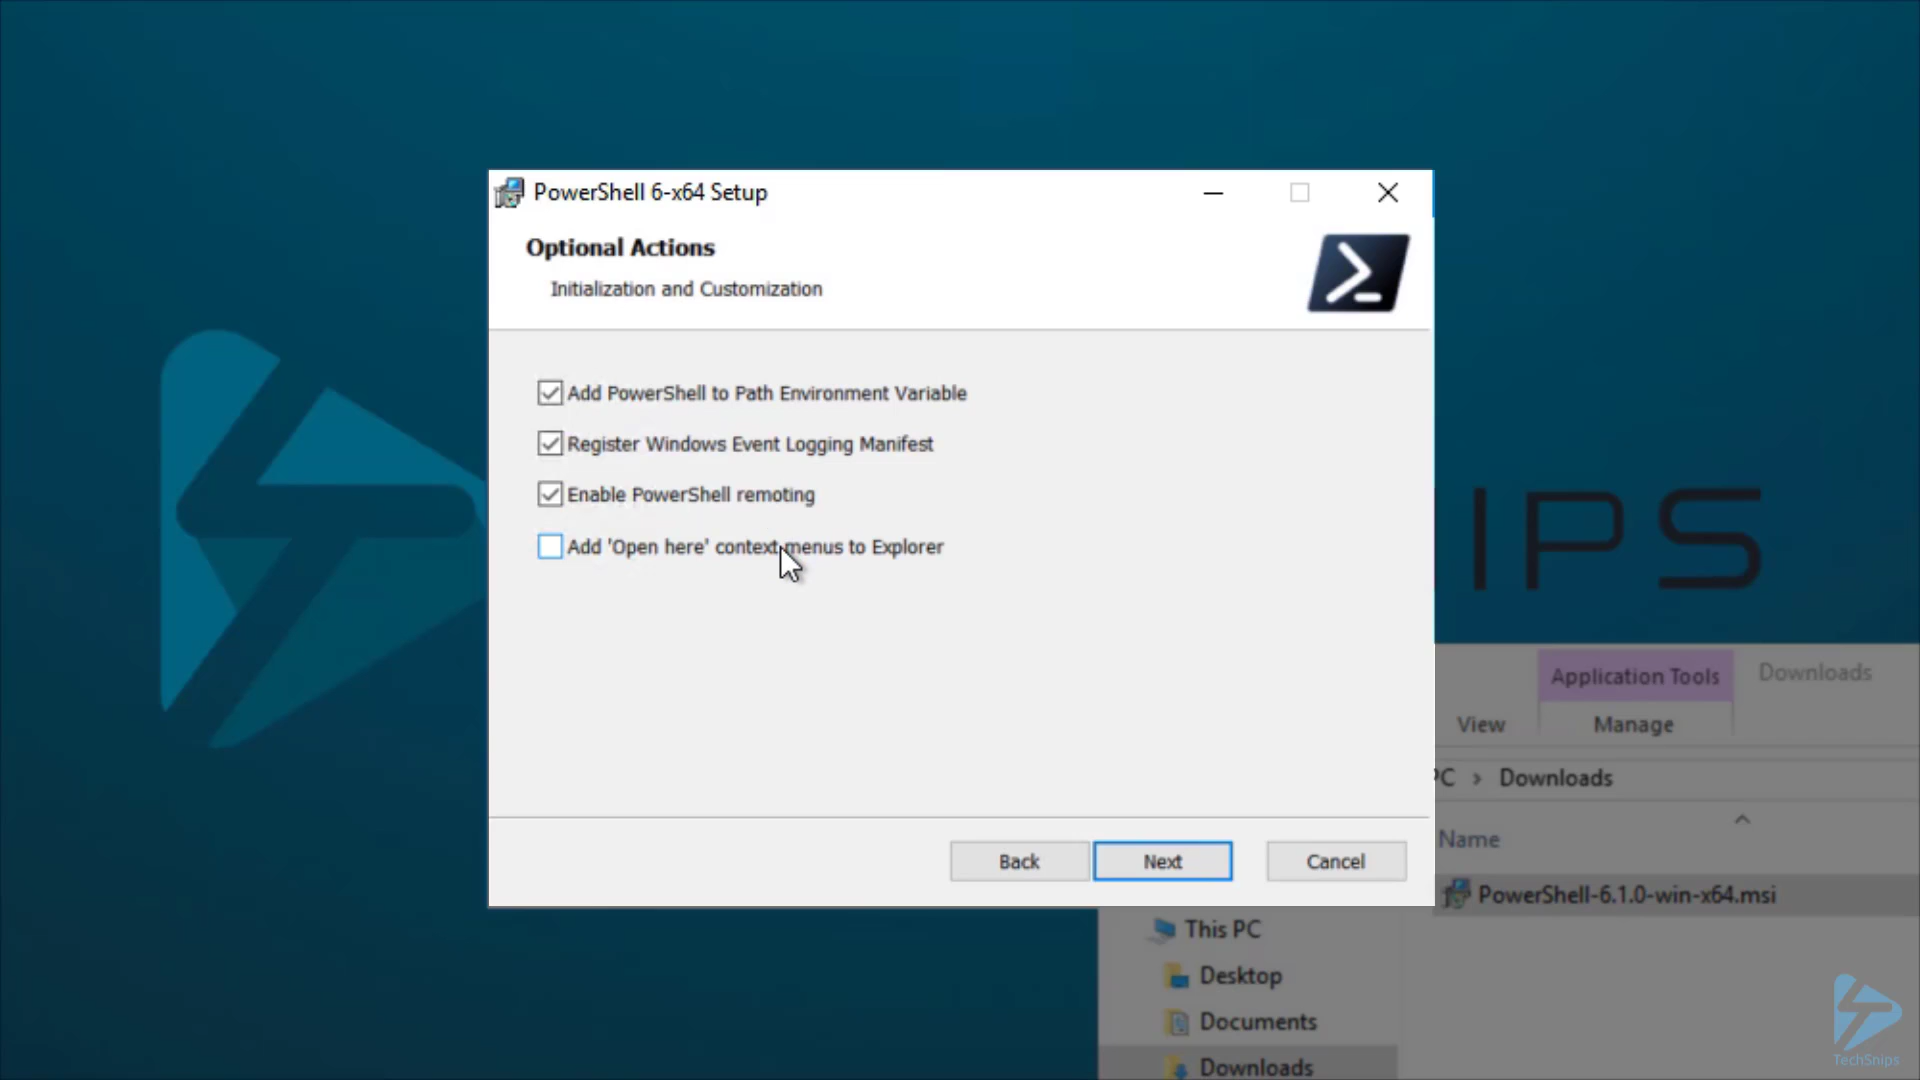 PowerShell 6-x64 Setup
Optional Actions
Initialization and Customization
Add PowerShell to Path Environment Variable
Register Windows Event Logging Manifest
Enable PowerShell remoting
Add 'Open here' context menus to Explorer
Back Next Cancel
IPS
Application Tools Downloads
View Manage
PC › Downloads
Name
PowerShell-6.1.0-win-x64.msi
This PC
Desktop
Documents
Downloads
TechSnips